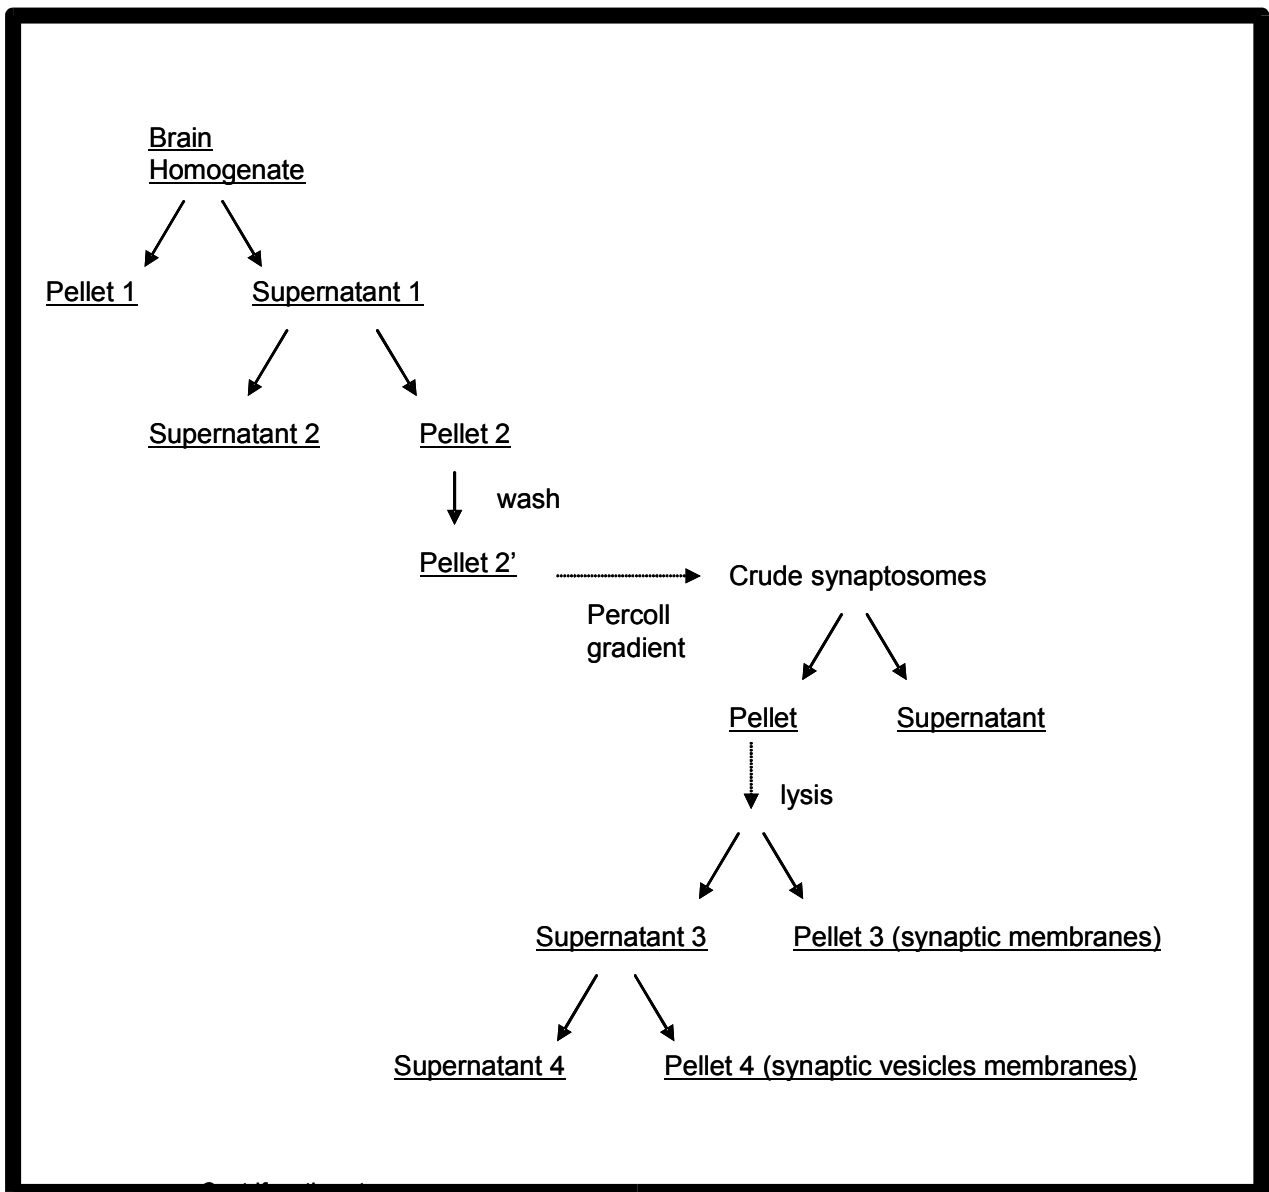 Brain
Homogenate
Pellet 1
Supernatant 1
Supernatant 2
Pellet 2
wash
Pellet 2’
Crude synaptosomes
Percoll
gradient
Pellet
Supernatant
lysis
Supernatant 3
Pellet 3 (synaptic membranes)
Supernatant 4
Pellet 4 (synaptic vesicles membranes)